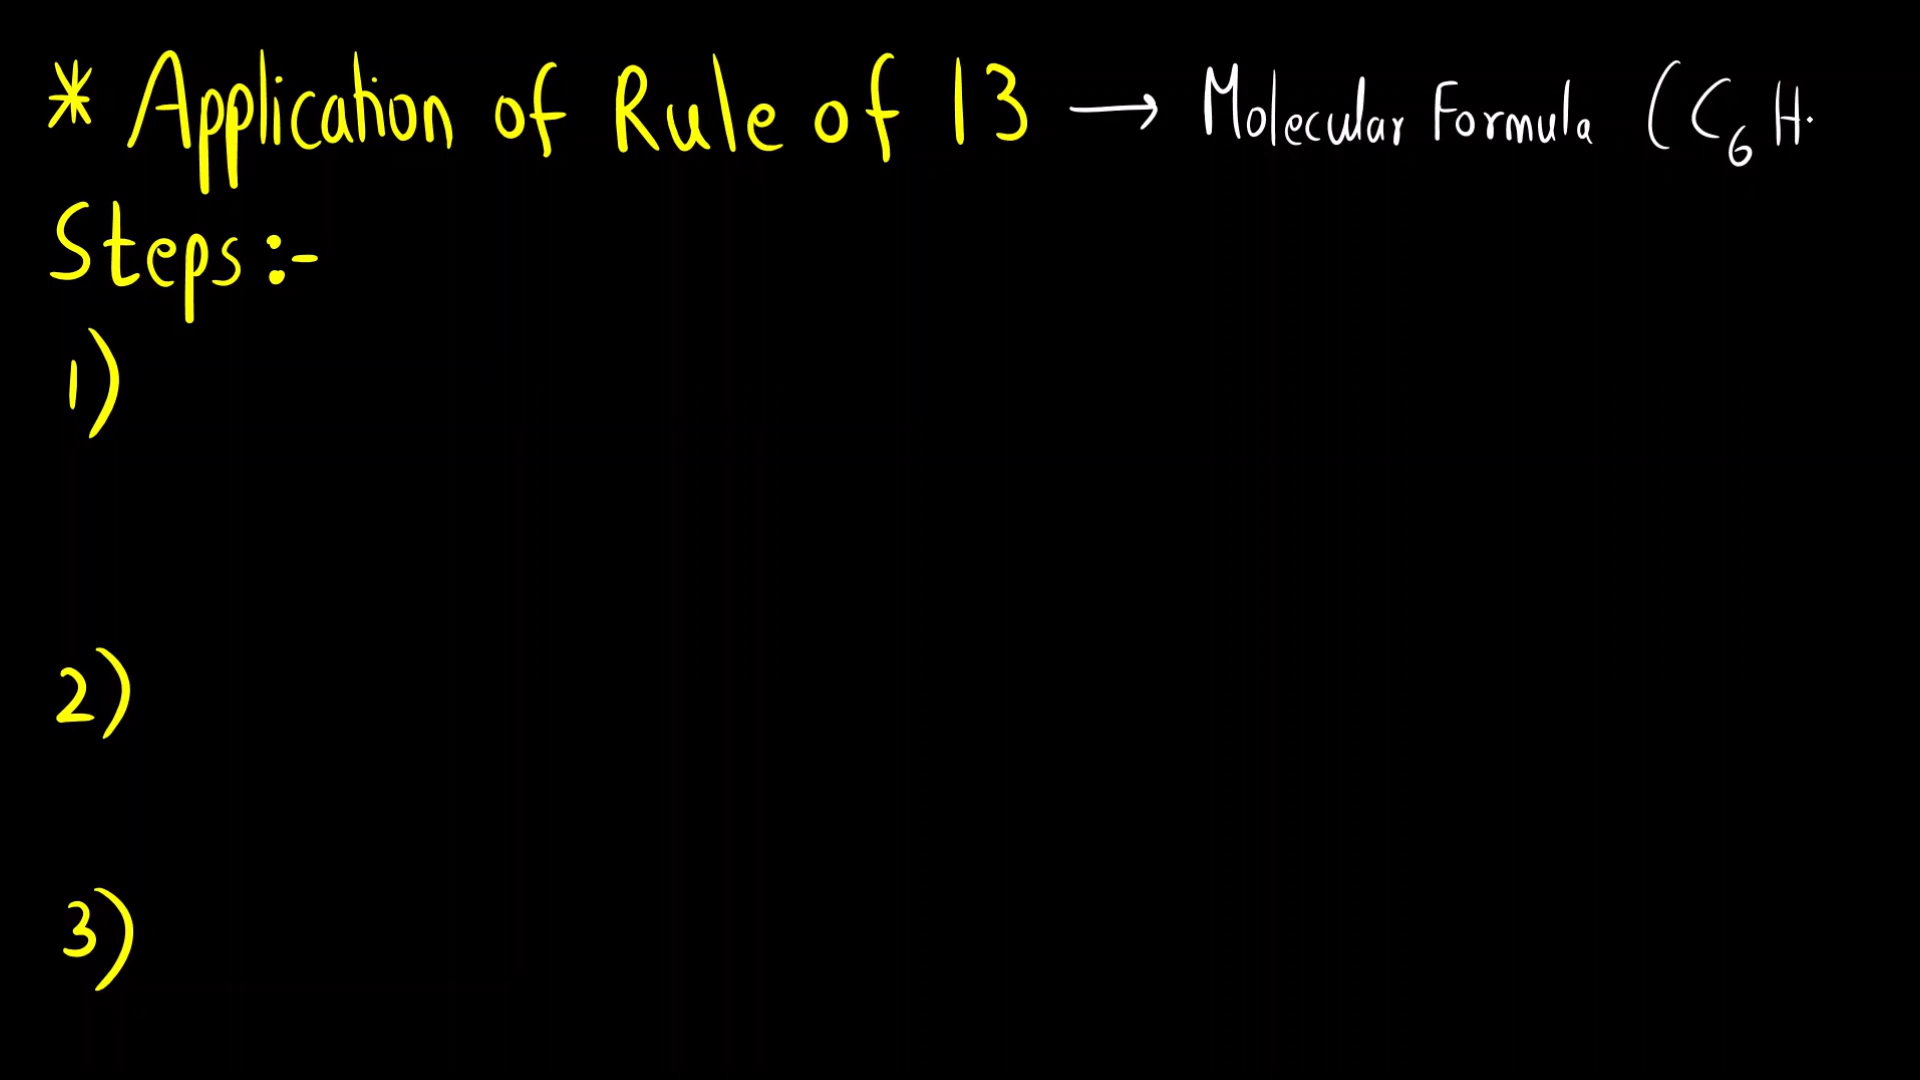 * Application of Rule of 13 → Molecular Formula (C₆ H·
Steps :-
1)
2)
3)